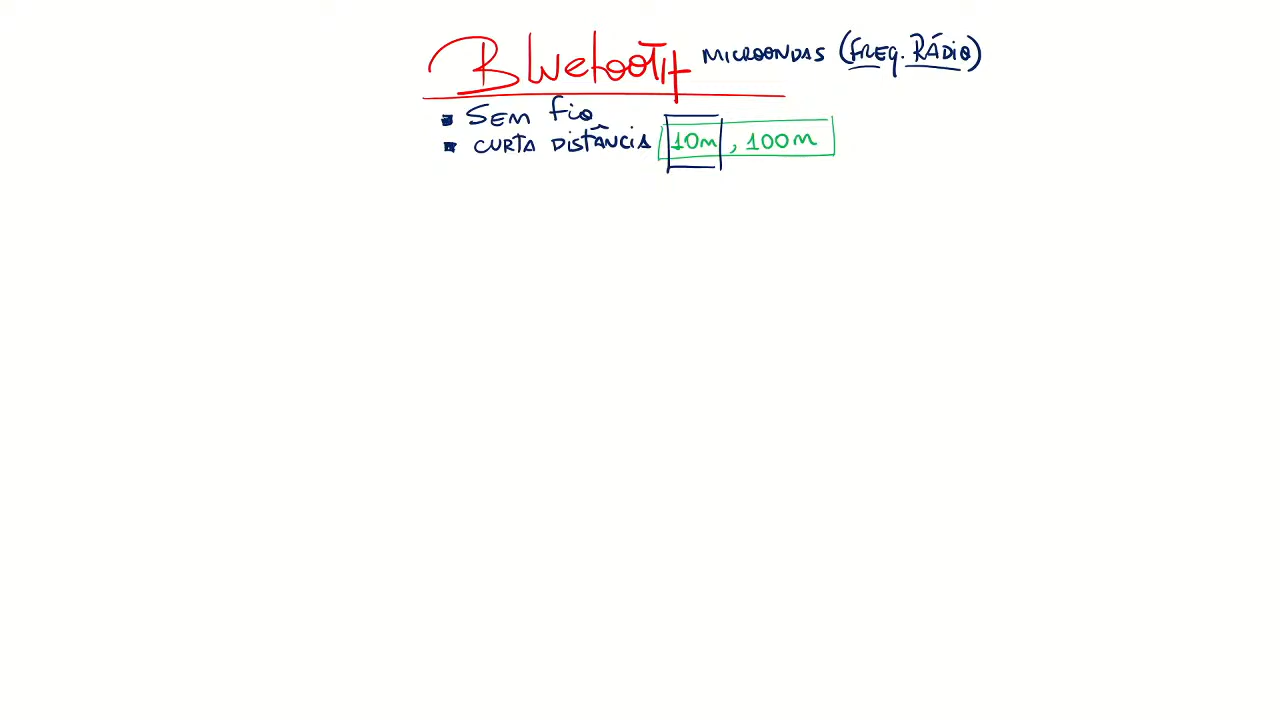 Bluetooth MICROONDAS (FREQ. RÁDIO)
▪ SEM fio
▪ CURTA DISTÂNCIA 10m, 100m